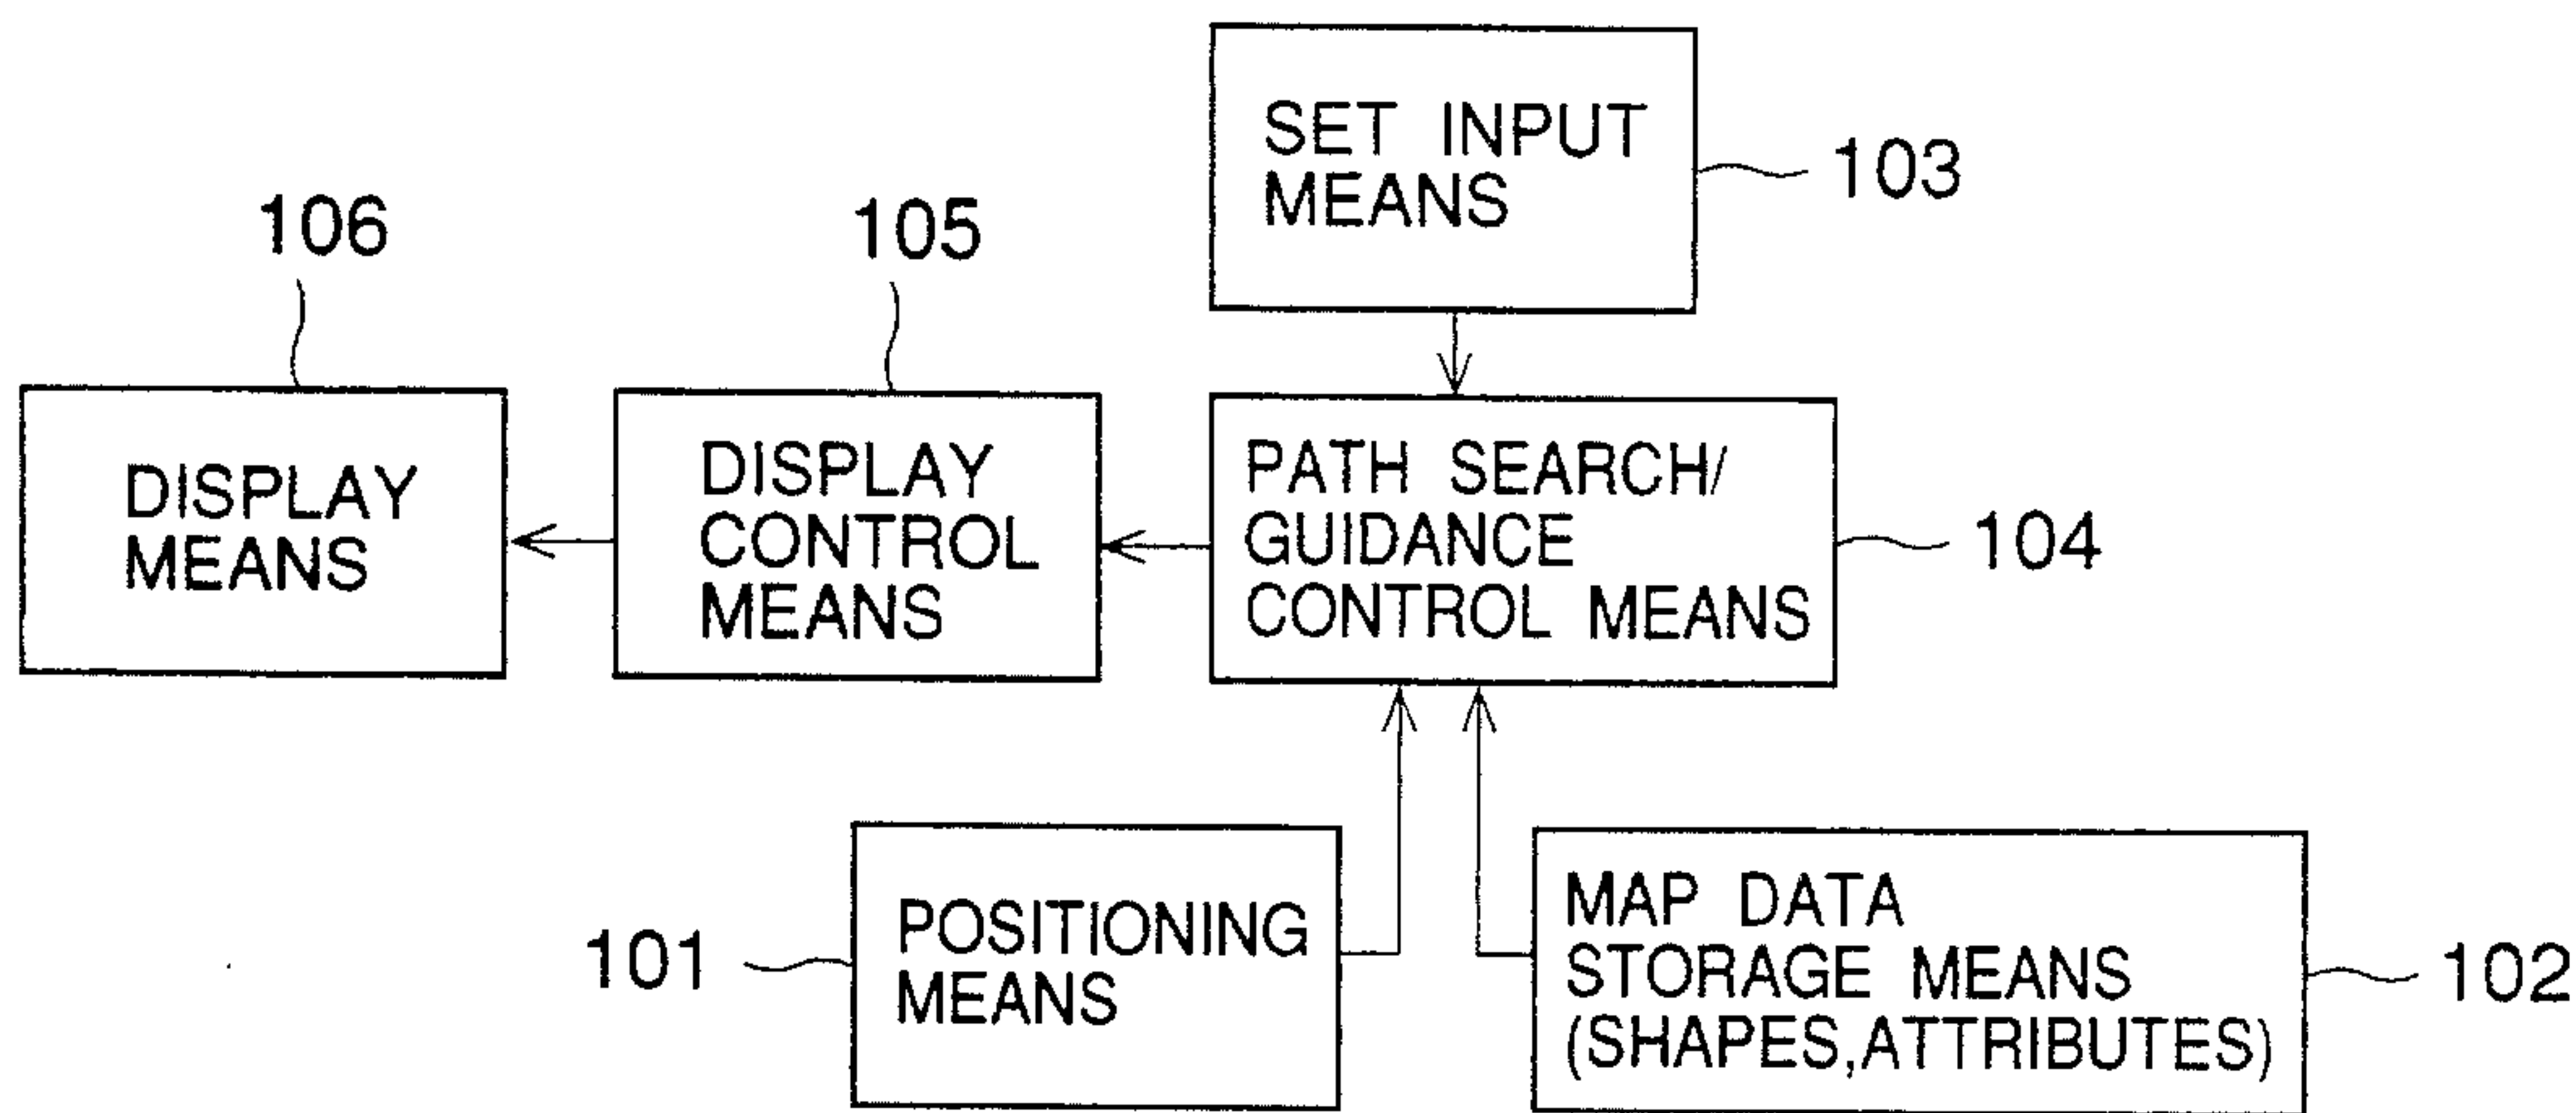 SET INPUT
MEANS
103
106
105
DISPLAY
MEANS
DISPLAY
CONTROL
MEANS
PATH SEARCH/
GUIDANCE
CONTROL MEANS
104
101
POSITIONING
MEANS
MAP DATA
STORAGE MEANS
(SHAPES,ATTRIBUTES)
102